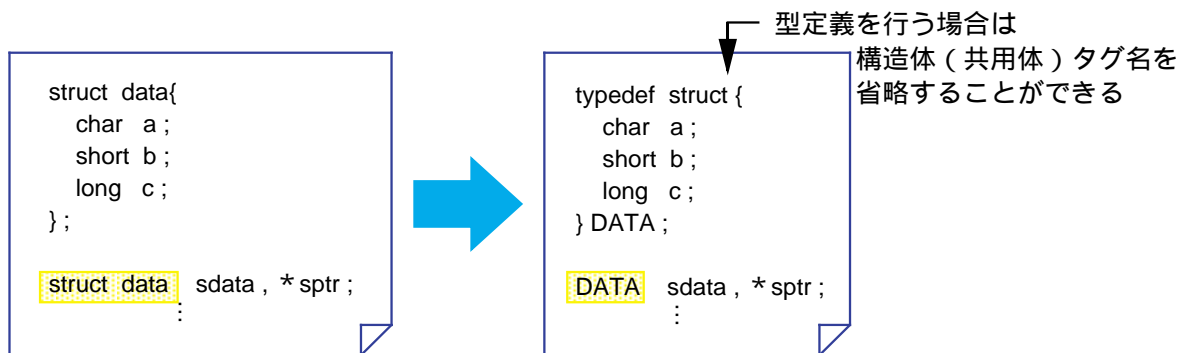 型定義を行う場合は
構造体(共用体)タグ名を
省略することができる
struct data{
char a ;
short b ;
long c ;
} ;
struct data sdata , *sptr ;
⋮
typedef struct {
char a ;
short b ;
long c ;
} DATA ;
DATA sdata , *sptr ;
⋮